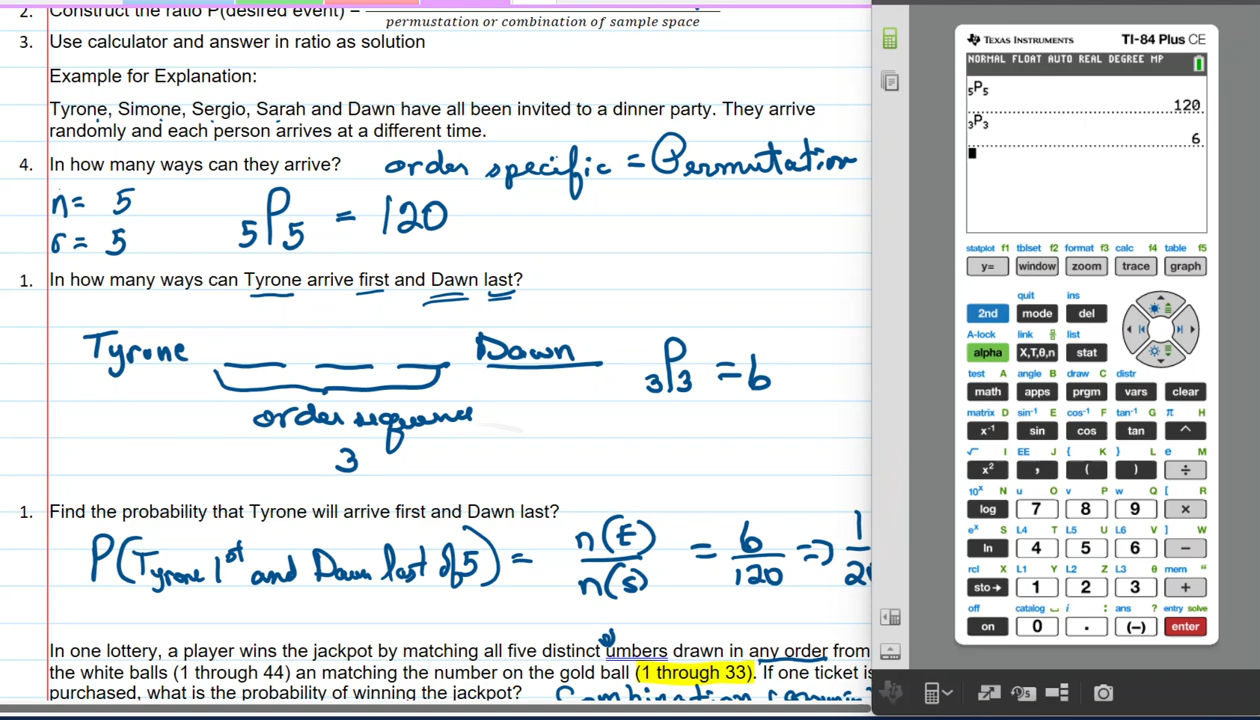 2. Construct the ratio P(desired event) =
permustation or combination of sample space
3. Use calculator and answer in ratio as solution
Example for Explanation:
Tyrone, Simone, Sergio, Sarah and Dawn have all been invited to a dinner party. They arrive
randomly and each person arrives at a different time.
4. In how many ways can they arrive? order specific = Permutation
n = 5
r = 5
5P5 = 120
1. In how many ways can Tyrone arrive first and Dawn last?
Tyrone ___ ___ ___ Dawn 3P3 = 6
order sequence
3
1. Find the probability that Tyrone will arrive first and Dawn last?
P(Tyrone 1st and Dawn last of 5) = n(E)/n(S) = 6/120 => 1/20
In one lottery, a player wins the jackpot by matching all five distinct umbers drawn in any order from
the white balls (1 through 44) an matching the number on the gold ball (1 through 33). If one ticket is
purchased, what is the probability of winning the jackpot? Combination
TEXAS INSTRUMENTS TI-84 Plus CE
NORMAL FLOAT AUTO REAL DEGREE MP
5P5
120
3P3
6
statplot f1 tblset f2 format f3 calc f4 table f5
y= window zoom trace graph
quit ins
2nd mode del
A-lock link list
alpha X,T,θ,n stat
test A angle B draw C distr
math apps prgm vars clear
matrix D sin-1 E cos-1 F tan-1 G π H
x-1 sin cos tan ^
√ I EE J { K } L e M
x2 , ( ) ÷
10x N u O v P w Q [ R
log 7 8 9 ×
ex S L4 T L5 U L6 V ] W
ln 4 5 6 −
rcl X L1 Y L2 Z L3 θ mem "
sto→ 1 2 3 +
off catalog ⎵ i : ans ? entry solve
on 0 . (−) enter